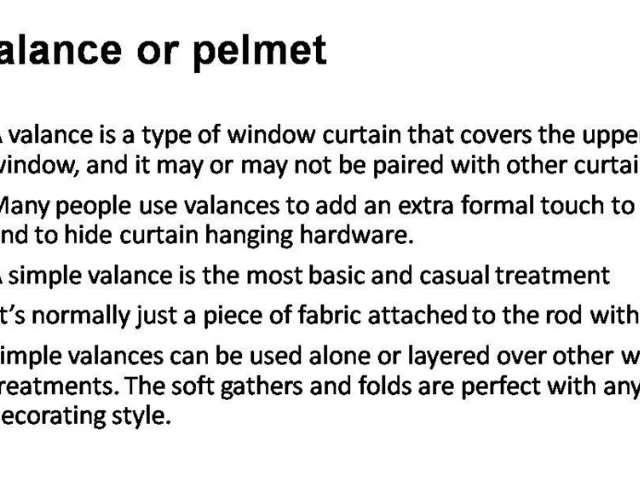 alance or pelmet
A valance is a type of window curtain that covers the upper
window, and it may or may not be paired with other curtai
Many people use valances to add an extra formal touch to
nd to hide curtain hanging hardware.
A simple valance is the most basic and casual treatment
t’s normally just a piece of fabric attached to the rod with
imple valances can be used alone or layered over other w
reatments. The soft gathers and folds are perfect with any
ecorating style.